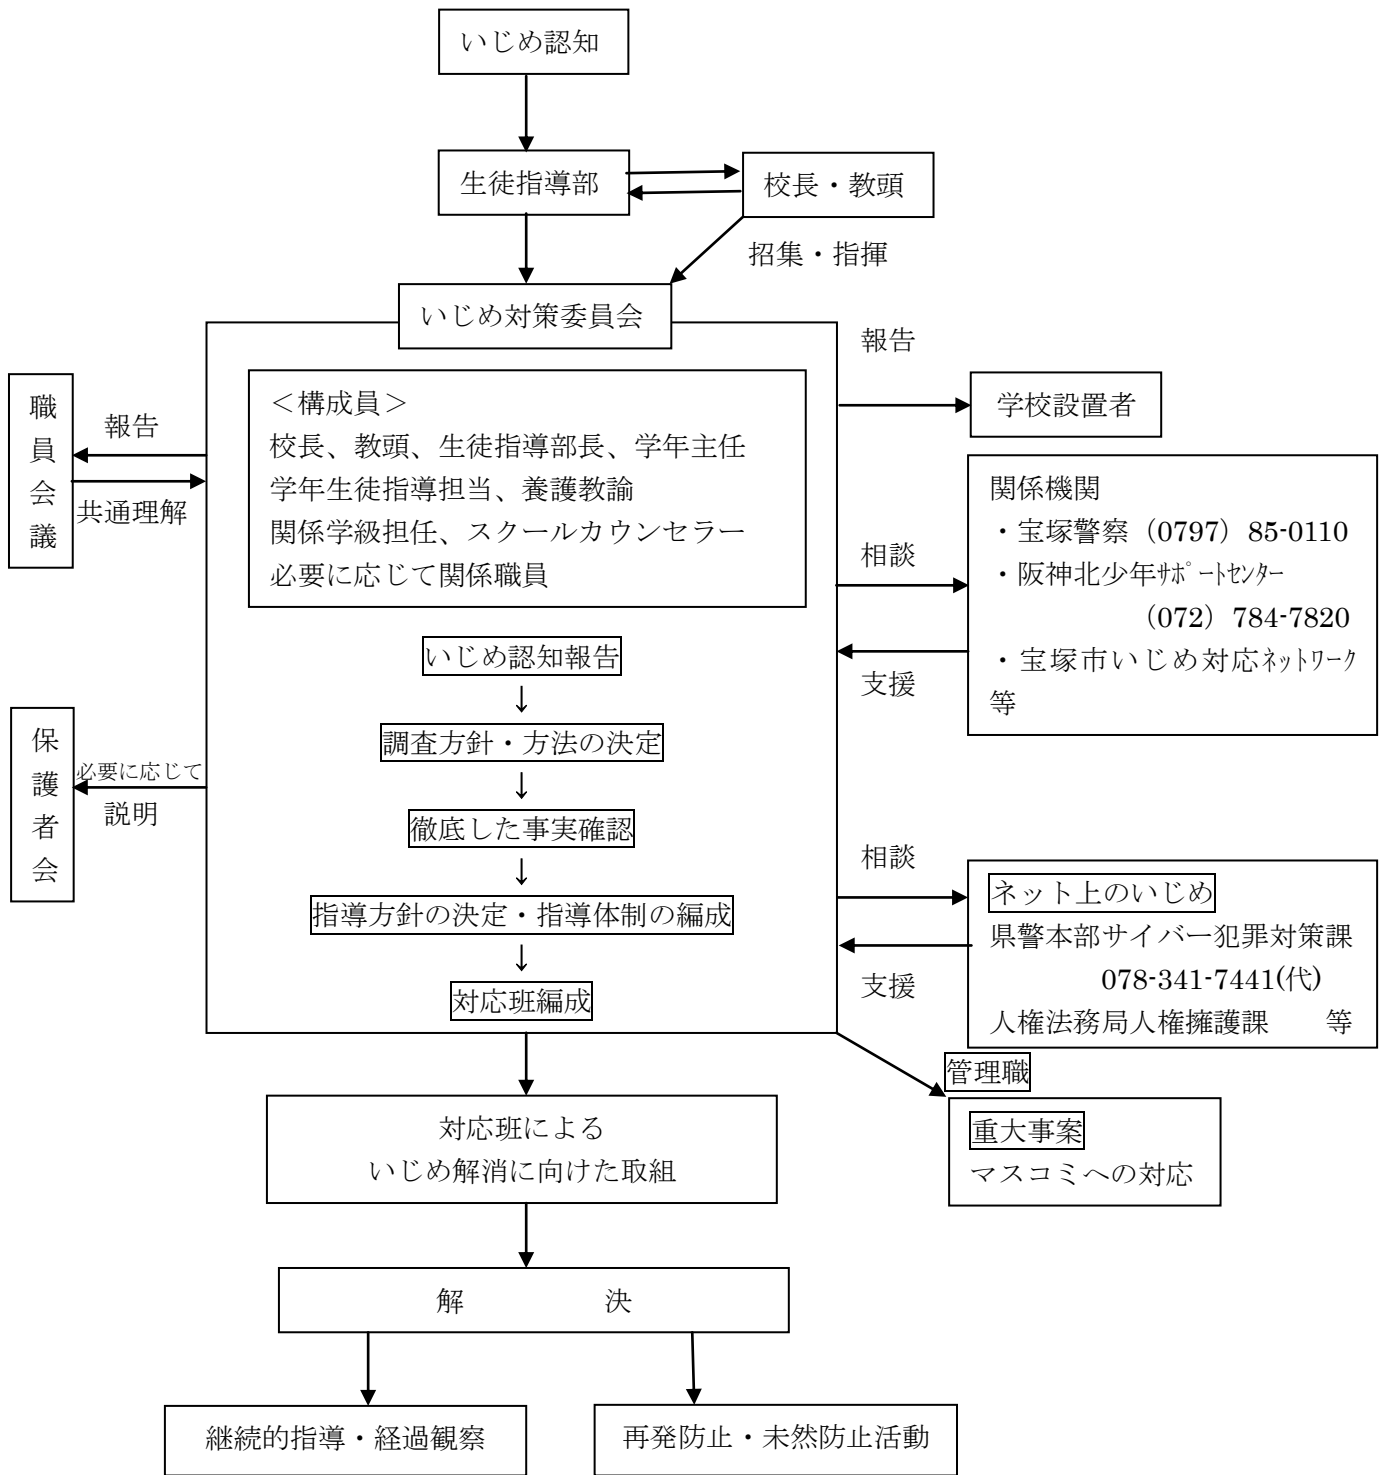 いじめ認知
生徒指導部
校長・教頭
招集・指揮
いじめ対策委員会
報告
学校設置者
職員会議
報告
共通理解
＜構成員＞
校長、教頭、生徒指導部長、学年主任
学年生徒指導担当、養護教諭
関係学級担任、スクールカウンセラー
必要に応じて関係職員
相談
支援
関係機関
・宝塚警察（0797）85-0110
・阪神北少年ｻﾎﾟｰﾄｾﾝﾀｰ
（072）784-7820
・宝塚市いじめ対応ﾈｯﾄﾜｰｸ
等
いじめ認知報告
↓
調査方針・方法の決定
↓
徹底した事実確認
↓
指導方針の決定・指導体制の編成
↓
対応班編成
保護者会
必要に応じて
説明
相談
支援
ネット上のいじめ
県警本部サイバー犯罪対策課
078-341-7441(代)
人権法務局人権擁護課　　等
管理職
重大事案
マスコミへの対応
対応班による
いじめ解消に向けた取組
解　　　　　決
継続的指導・経過観察
再発防止・未然防止活動